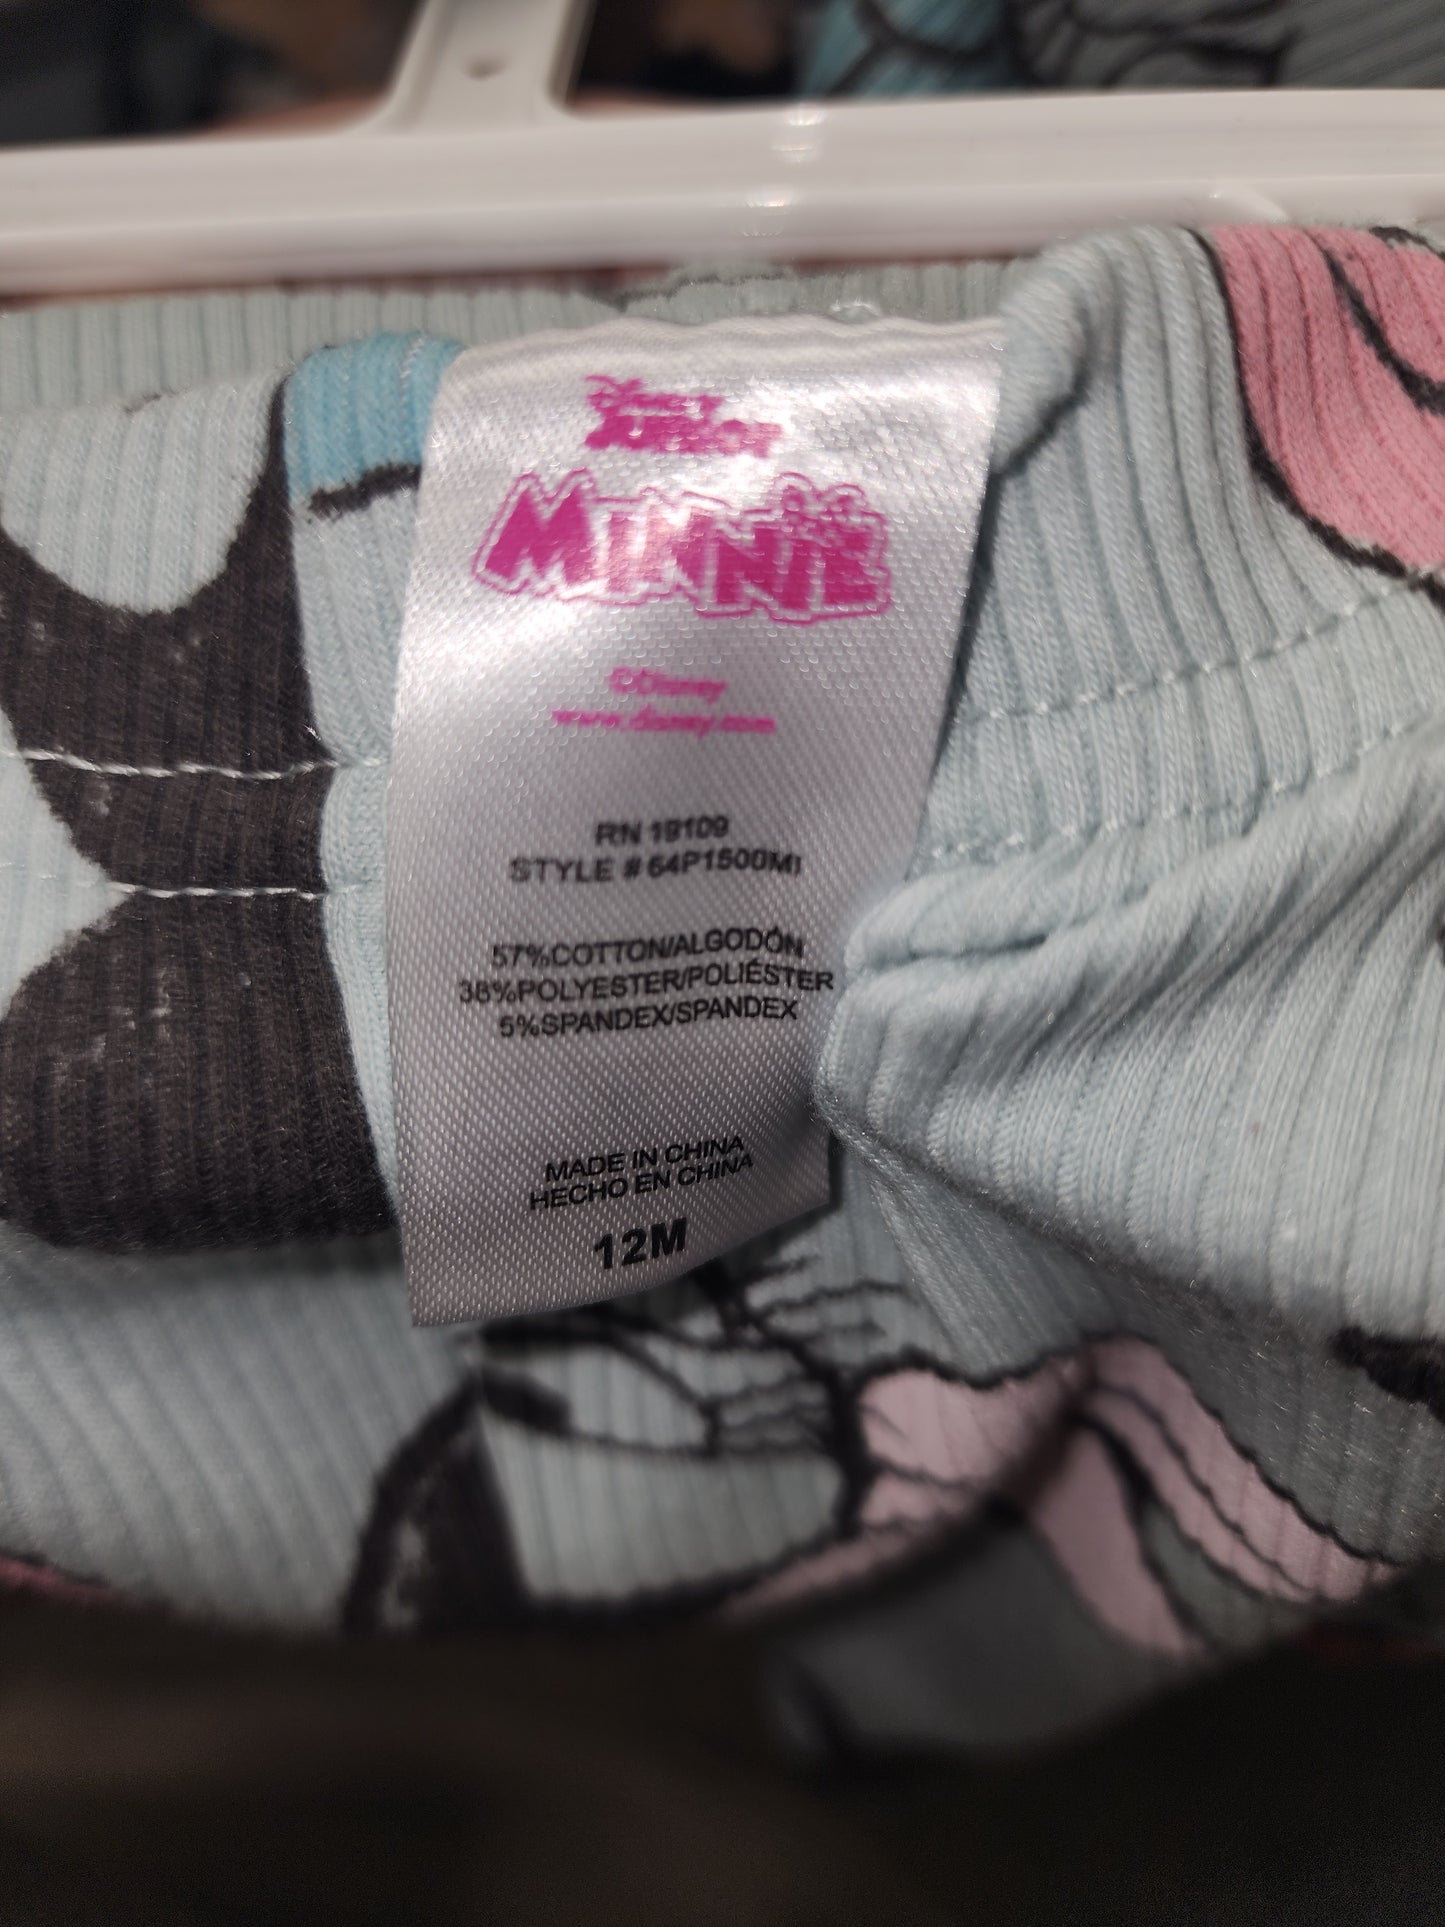 Disney
JUNIOR
MINNIE
©Disney
www.disney.com
RN 19109
STYLE # 64P1500MI
57%COTTON/ALGODÓN
38%POLYESTER/POLIÉSTER
5%SPANDEX/SPANDEX
MADE IN CHINA
HECHO EN CHINA
12M